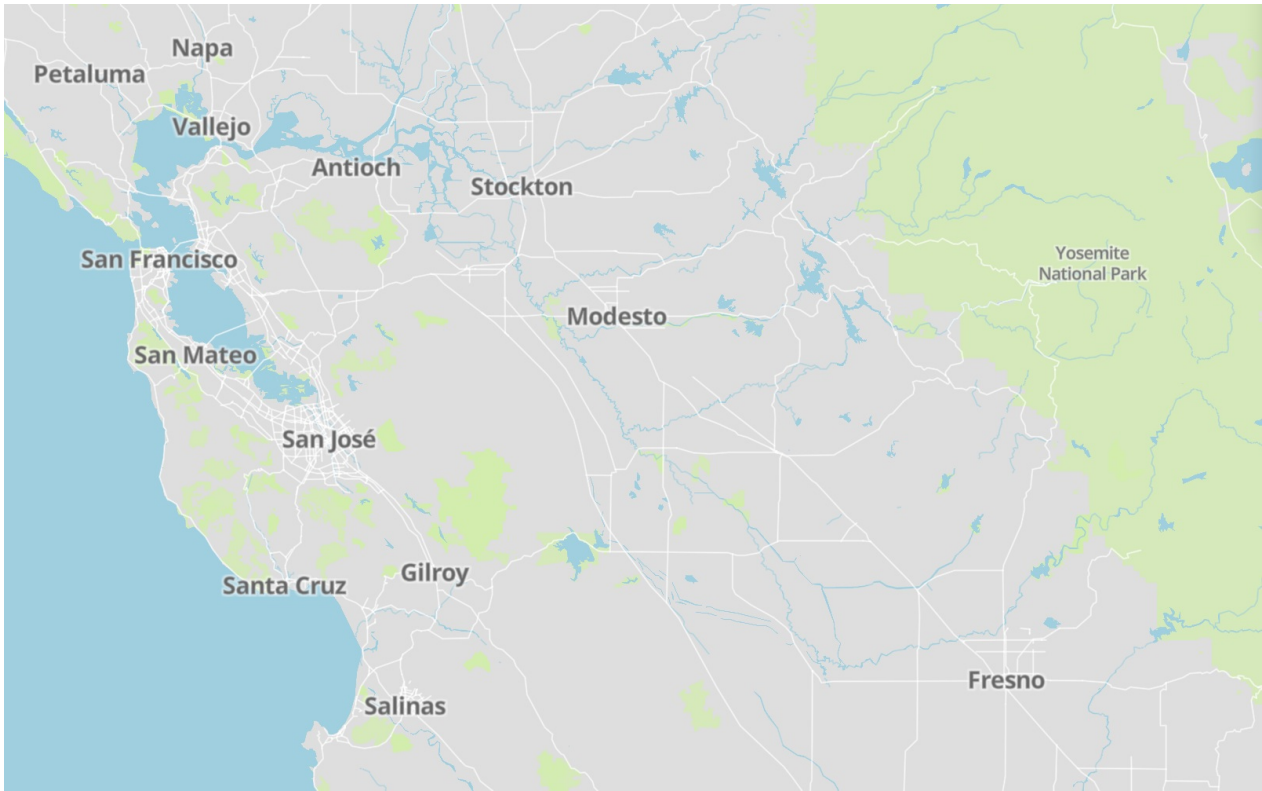 Napa
Petaluma
Vallejo
Antioch
Stockton
San Francisco
Yosemite
National Park
Modesto
San Mateo
San José
Gilroy
Santa Cruz
Fresno
Salinas